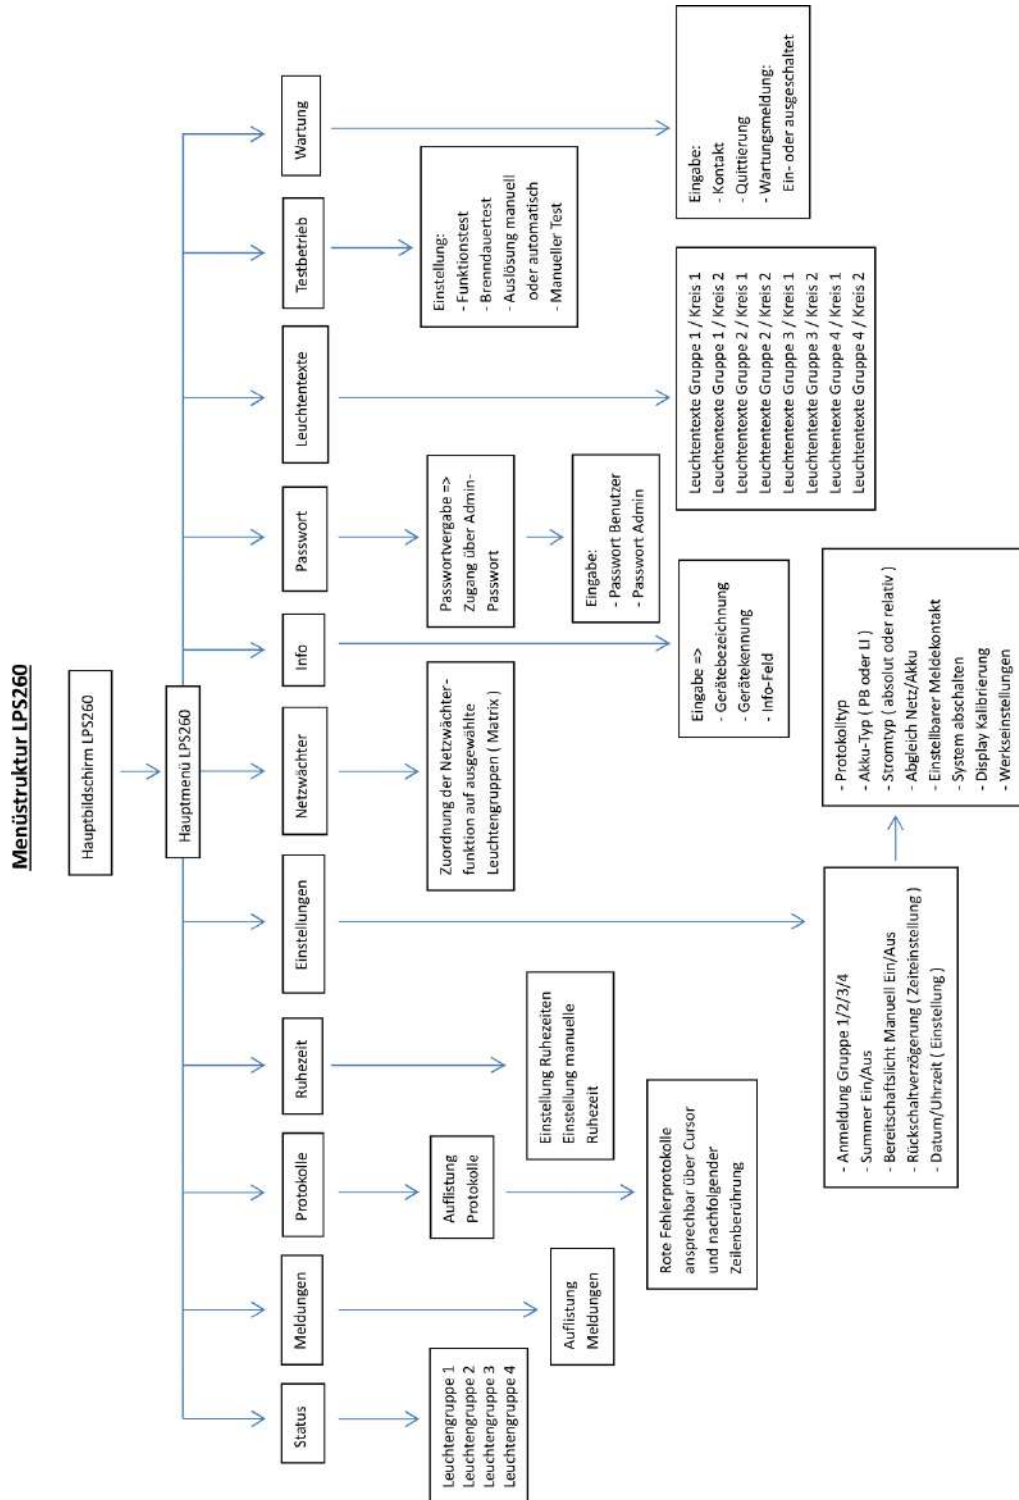 Menüstruktur LPS260
Hauptbildschirm LPS260
Hauptmenü LPS260
Status
Meldungen
Protokolle
Ruhezeit
Einstellungen
Netzwächter
Info
Passwort
Leuchtentexte
Testbetrieb
Wartung
Leuchtengruppe 1
Leuchtengruppe 2
Leuchtengruppe 3
Leuchtengruppe 4
Auflistung
Meldungen
Auflistung
Protokolle
Rote Fehlerprotokolle
ansprechbar über Cursor
und nachfolgender
Zeilenberührung
Einstellung Ruhezeiten
Einstellung manuelle
Ruhezeit
- Anmeldung Gruppe 1/2/3/4
- Summer Ein/Aus
- Bereitschaftslicht Manuell Ein/Aus
- Rückschaltverzögerung ( Zeiteinstellung )
- Datum/Uhrzeit ( Einstellung )
- Protokolltyp
- Akku-Typ ( PB oder LI )
- Stromtyp ( absolut oder relativ )
- Abgleich Netz/Akku
- Einstellbarer Meldekontakt
- System abschalten
- Display Kalibrierung
- Werkseinstellungen
Zuordnung der Netzwächter-
funktion auf ausgewählte
Leuchtengruppen ( Matrix )
Eingabe =>
- Gerätebezeichnung
- Gerätekennung
- Info-Feld
Passwortvergabe =>
Zugang über Admin-
Passwort
Eingabe:
- Passwort Benutzer
- Passwort Admin
Leuchtentexte Gruppe 1 / Kreis 1
Leuchtentexte Gruppe 1 / Kreis 2
Leuchtentexte Gruppe 2 / Kreis 1
Leuchtentexte Gruppe 2 / Kreis 2
Leuchtentexte Gruppe 3 / Kreis 1
Leuchtentexte Gruppe 3 / Kreis 2
Leuchtentexte Gruppe 4 / Kreis 1
Leuchtentexte Gruppe 4 / Kreis 2
Einstellung:
- Funktionstest
- Brenndauertest
- Auslösung manuell
oder automatisch
- Manueller Test
Eingabe:
- Kontakt
- Quittierung
- Wartungsmeldung:
Ein- oder ausgeschaltet